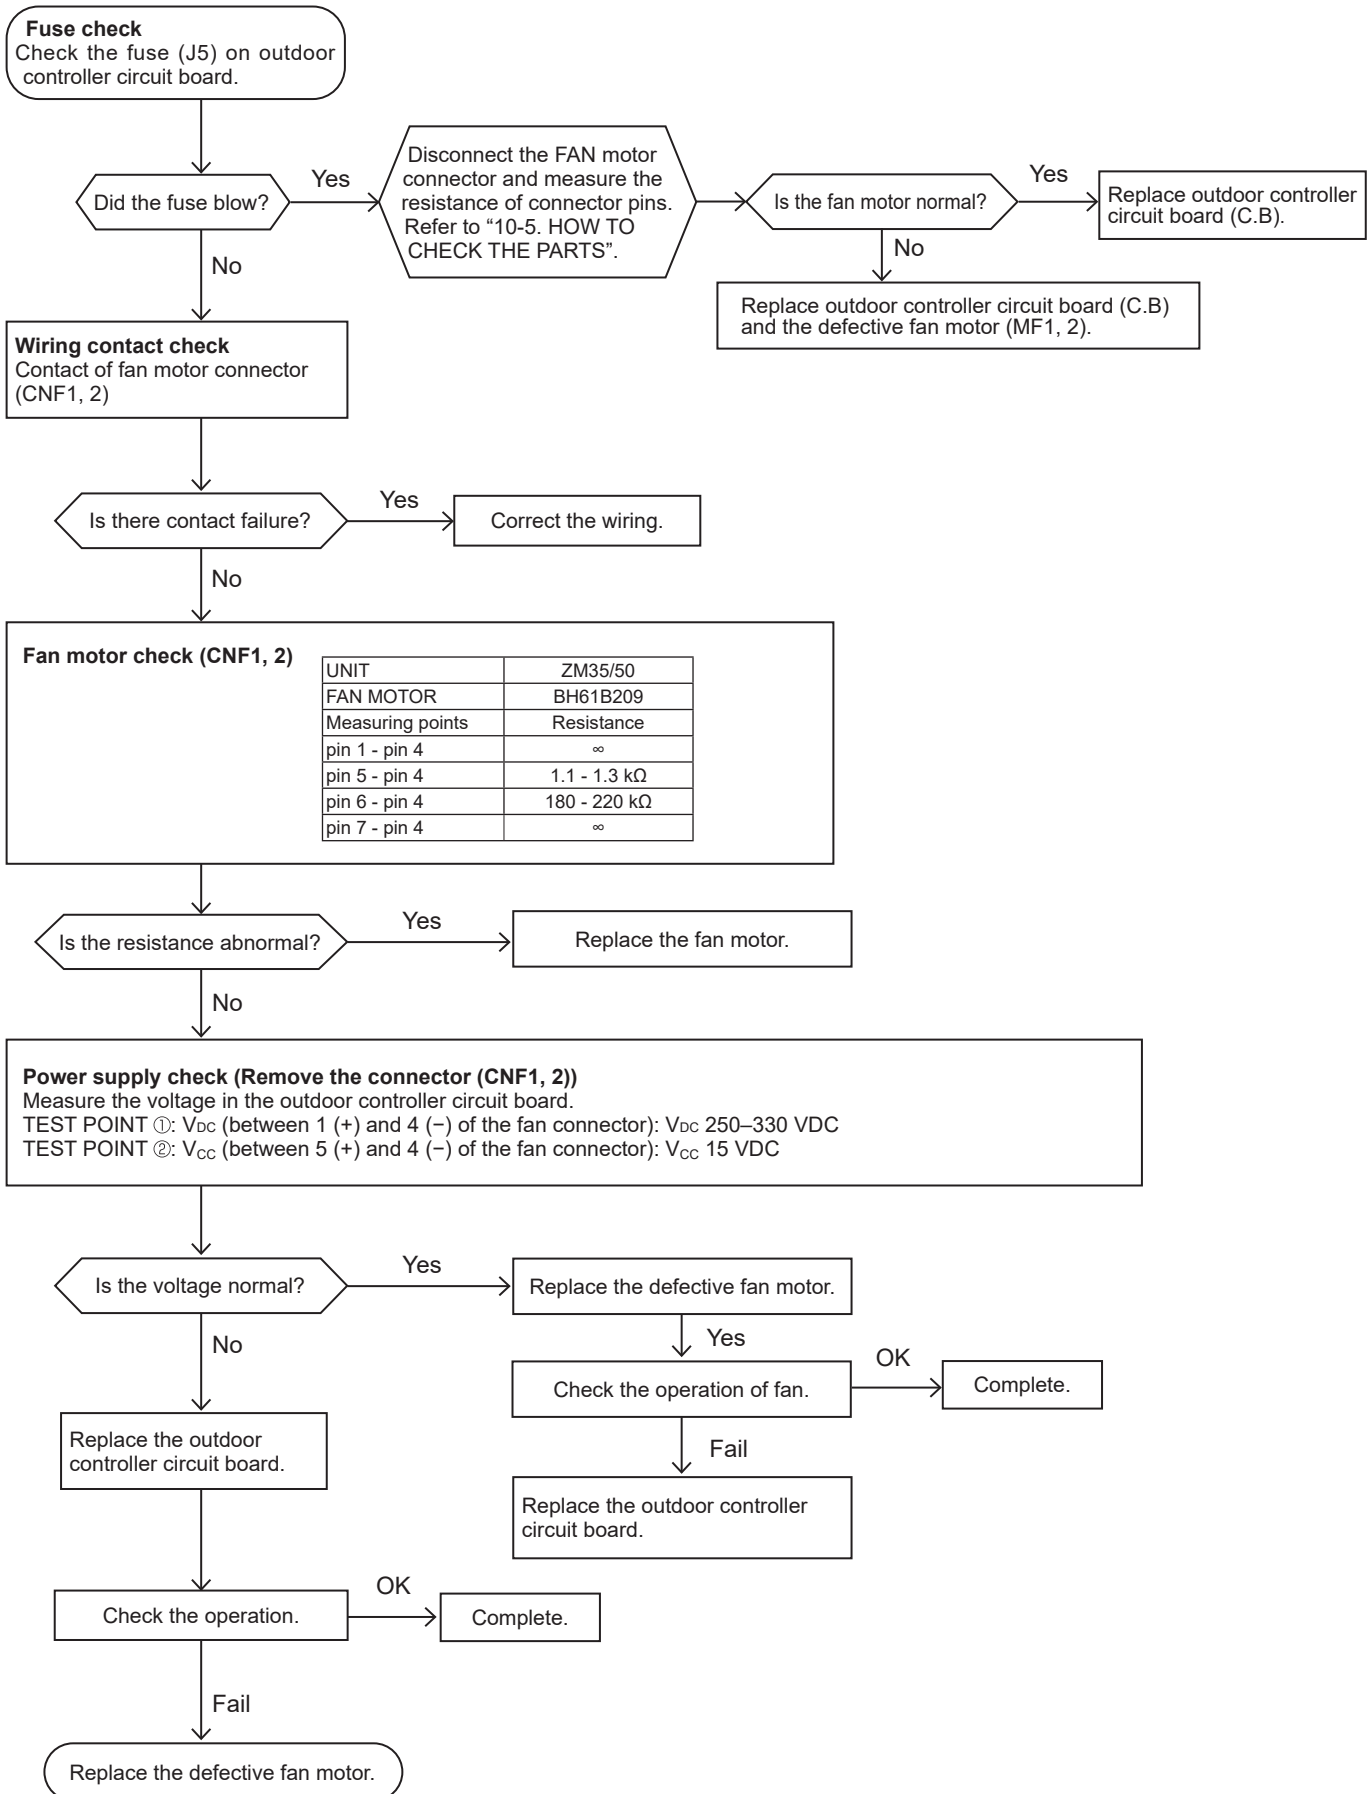 Fuse check
Check the fuse (J5) on outdoor
controller circuit board.
Did the fuse blow?
Yes
Disconnect the FAN motor
connector and measure the
resistance of connector pins.
Refer to “10-5. HOW TO
CHECK THE PARTS”.
Is the fan motor normal?
Yes
Replace outdoor controller
circuit board (C.B).
No
Replace outdoor controller circuit board (C.B)
and the defective fan motor (MF1, 2).
No
Wiring contact check
Contact of fan motor connector
(CNF1, 2)
Is there contact failure?
Yes
Correct the wiring.
No
Fan motor check (CNF1, 2)
UNIT ZM35/50
FAN MOTOR BH61B209
Measuring points Resistance
pin 1 - pin 4 ∞
pin 5 - pin 4 1.1 - 1.3 kΩ
pin 6 - pin 4 180 - 220 kΩ
pin 7 - pin 4 ∞
Is the resistance abnormal?
Yes
Replace the fan motor.
No
Power supply check (Remove the connector (CNF1, 2))
Measure the voltage in the outdoor controller circuit board.
TEST POINT ①: VDC (between 1 (+) and 4 (−) of the fan connector): VDC 250–330 VDC
TEST POINT ②: VCC (between 5 (+) and 4 (−) of the fan connector): VCC 15 VDC
Is the voltage normal?
Yes
Replace the defective fan motor.
Yes
Check the operation of fan.
OK
Complete.
Fail
Replace the outdoor controller
circuit board.
No
Replace the outdoor
controller circuit board.
Check the operation.
OK
Complete.
Fail
Replace the defective fan motor.